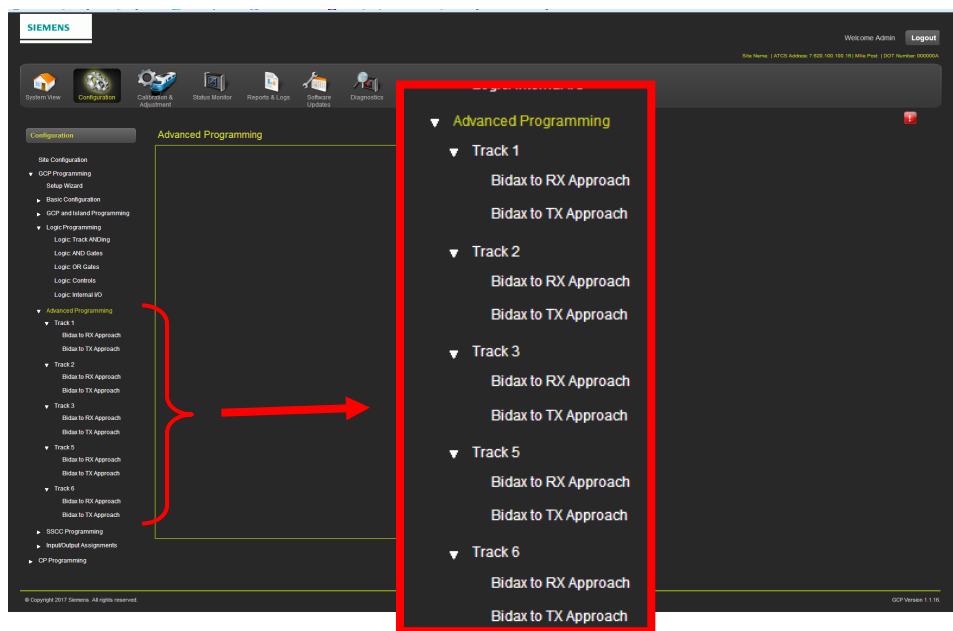 SIEMENS
Welcome Admin Logout
Site Name: | ATCS Address: 7.620.100.100.16 | Mile Post: | DOT Number: 000000A
System View
Configuration
Calibration & Adjustment
Status Monitor
Reports & Logs
Software Updates
Diagnostics
Configuration
Advanced Programming
Site Configuration
GCP Programming
Setup Wizard
Basic Configuration
GCP and Island Programming
Logic Programming
Logic: Track ANDing
Logic: AND Gates
Logic: OR Gates
Logic: Controls
Logic: Internal I/O
Advanced Programming
Track 1
Bidax to RX Approach
Bidax to TX Approach
Track 2
Bidax to RX Approach
Bidax to TX Approach
Track 3
Bidax to RX Approach
Bidax to TX Approach
Track 5
Bidax to RX Approach
Bidax to TX Approach
Track 6
Bidax to RX Approach
Bidax to TX Approach
SSCC Programming
Input/Output Assignments
CP Programming
Advanced Programming
Track 1
Bidax to RX Approach
Bidax to TX Approach
Track 2
Bidax to RX Approach
Bidax to TX Approach
Track 3
Bidax to RX Approach
Bidax to TX Approach
Track 5
Bidax to RX Approach
Bidax to TX Approach
Track 6
Bidax to RX Approach
Bidax to TX Approach
© Copyright 2017 Siemens. All rights reserved.
GCP Version 1.1.16.